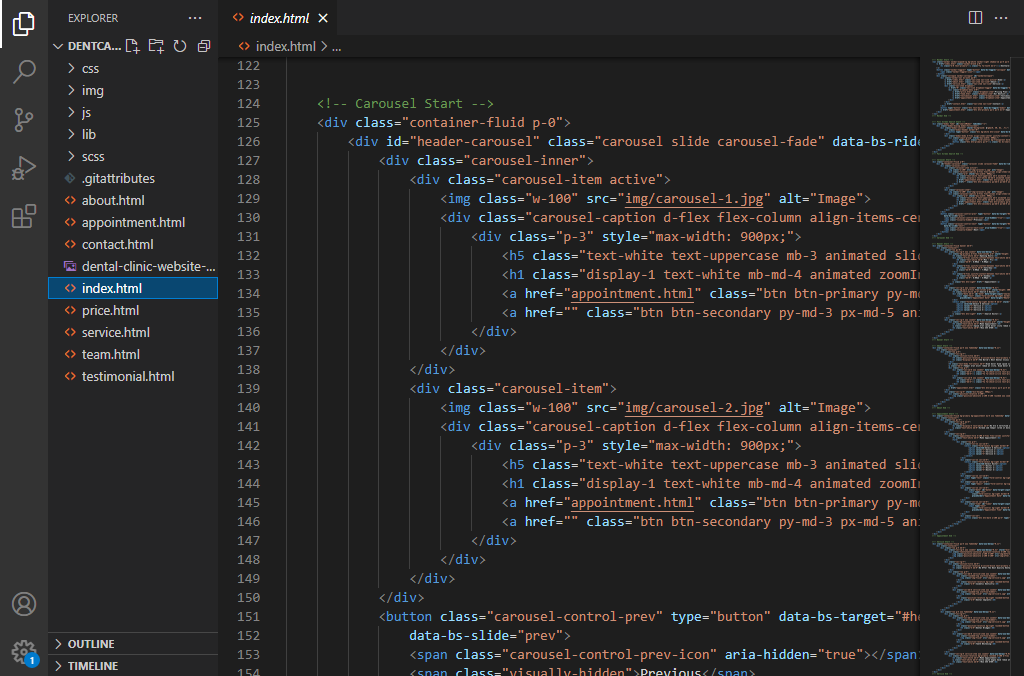 EXPLORER
DENTCA...
css
img
js
lib
scss
.gitattributes
about.html
appointment.html
contact.html
dental-clinic-website-...
index.html
price.html
service.html
team.html
testimonial.html
OUTLINE
TIMELINE
1
index.html
index.html > ...
122
123
124 <!-- Carousel Start -->
125 <div class="container-fluid p-0">
126 <div id="header-carousel" class="carousel slide carousel-fade" data-bs-ride
127 <div class="carousel-inner">
128 <div class="carousel-item active">
129 <img class="w-100" src="img/carousel-1.jpg" alt="Image">
130 <div class="carousel-caption d-flex flex-column align-items-cen
131 <div class="p-3" style="max-width: 900px;">
132 <h5 class="text-white text-uppercase mb-3 animated slid
133 <h1 class="display-1 text-white mb-md-4 animated zoomIn
134 <a href="appointment.html" class="btn btn-primary py-md
135 <a href="" class="btn btn-secondary py-md-3 px-md-5 ani
136 </div>
137 </div>
138 </div>
139 <div class="carousel-item">
140 <img class="w-100" src="img/carousel-2.jpg" alt="Image">
141 <div class="carousel-caption d-flex flex-column align-items-cen
142 <div class="p-3" style="max-width: 900px;">
143 <h5 class="text-white text-uppercase mb-3 animated slid
144 <h1 class="display-1 text-white mb-md-4 animated zoomIn
145 <a href="appointment.html" class="btn btn-primary py-md
146 <a href="" class="btn btn-secondary py-md-3 px-md-5 ani
147 </div>
148 </div>
149 </div>
150 </div>
151 <button class="carousel-control-prev" type="button" data-bs-target="#he
152 data-bs-slide="prev">
153 <span class="carousel-control-prev-icon" aria-hidden="true"></span
154 <span class="visually-hidden">Previous</span>